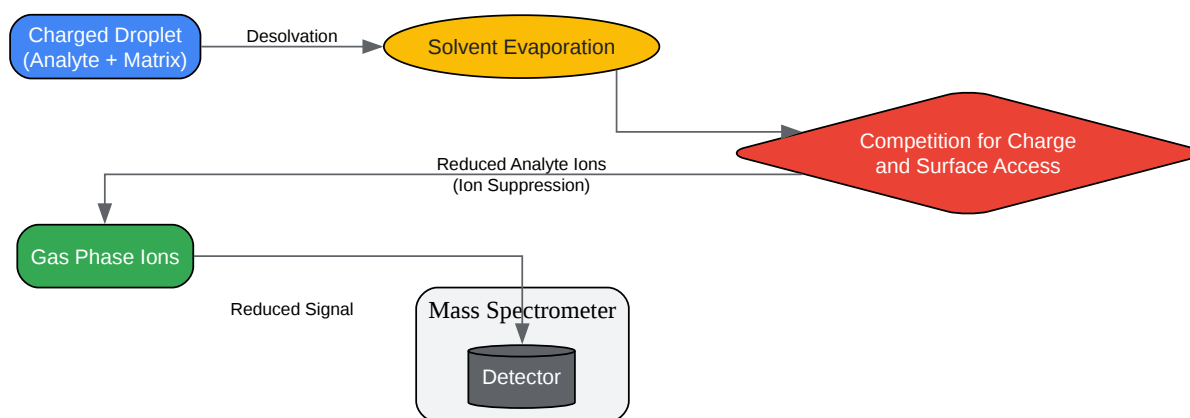 Charged Droplet
(Analyte + Matrix)
Desolvation
Solvent Evaporation
Competition for Charge
and Surface Access
Reduced Analyte Ions
(Ion Suppression)
Gas Phase Ions
Reduced Signal
Mass Spectrometer
Detector